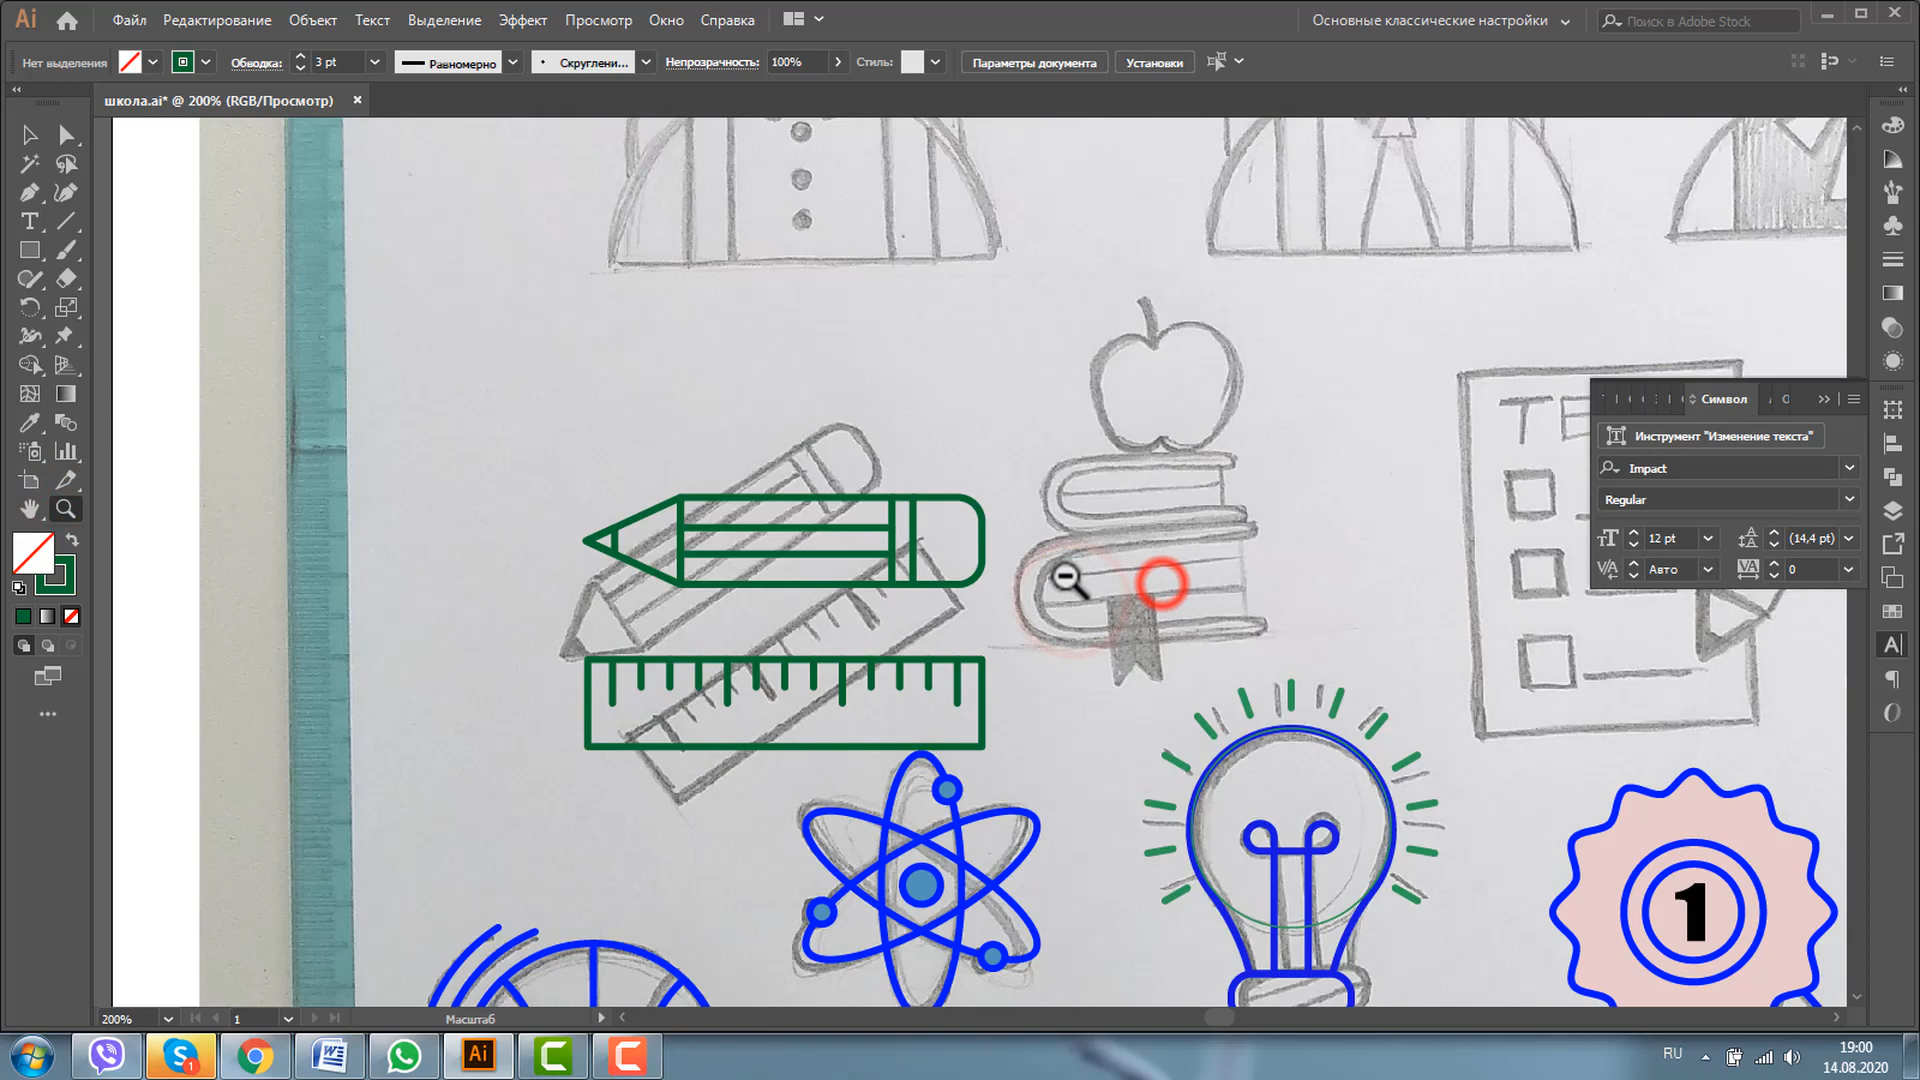 Ai Файл Редактирование Объект Текст Выделение Эффект Просмотр Окно Справка Основные классические настройки Поиск в Adobe Stock
Нет выделения Обводка: 3 pt Равномерно Скруглени... Непрозрачность: 100% Стиль: Параметры документа Установки
школа.ai* @ 200% (RGB/Просмотр)
Символ
Инструмент "Изменение текста"
Impact
Regular
12 pt (14,4 pt)
Авто 0
1
200% 1 Масштаб
RU 19:00
14.08.2020